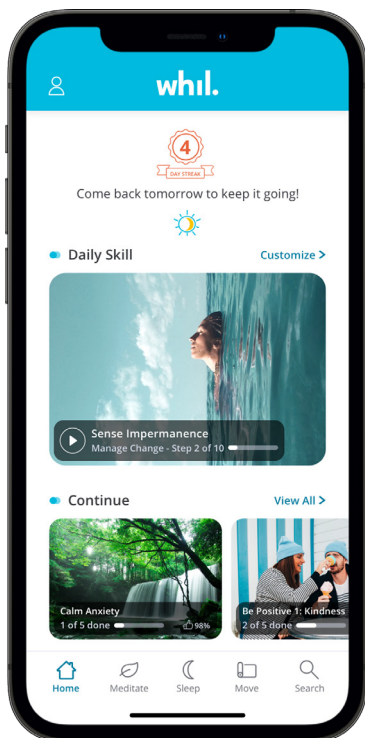 whil.
4
DAY STREAK
Come back tomorrow to keep it going!
Daily Skill
Customize >
Sense Impermanence
Manage Change - Step 2 of 10
Continue
View All >
Calm Anxiety
1 of 5 done
98%
Be Positive 1: Kindness
2 of 5 done
Home
Meditate
Sleep
Move
Search